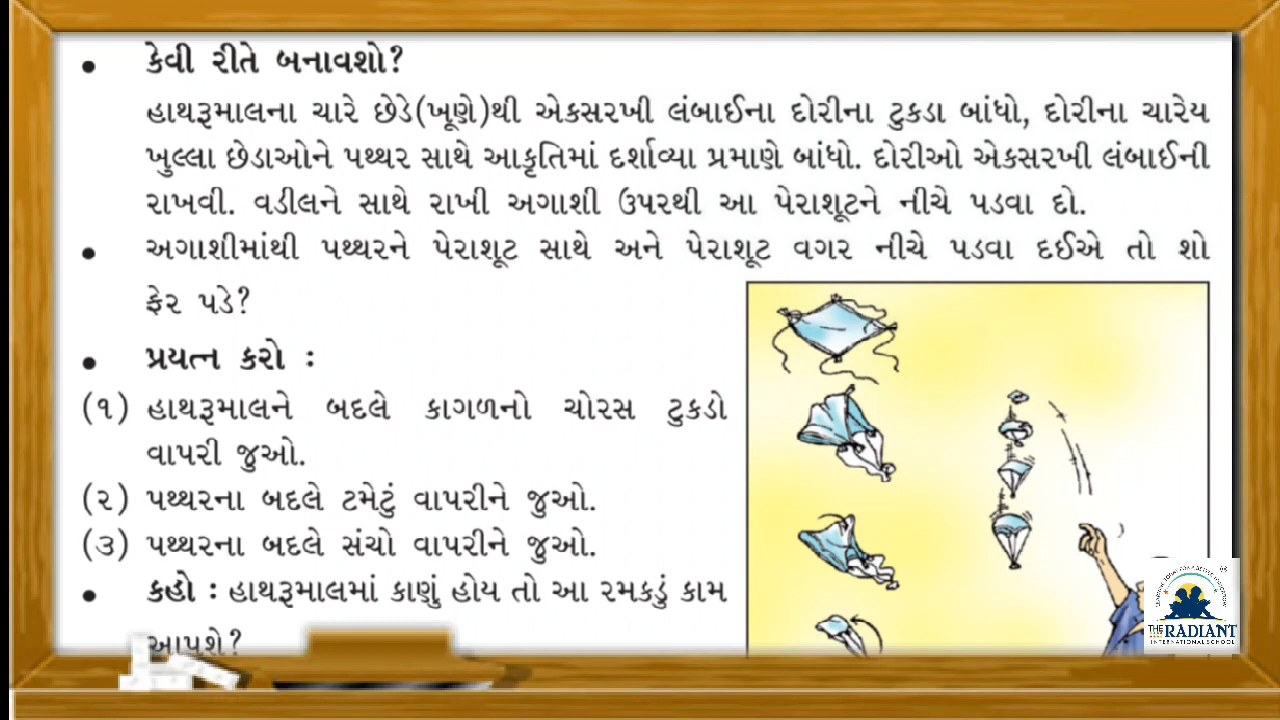 • કેવી રીતે બનાવશો?
હાથરૂમાલના ચારે છેડે(ખૂણે)થી એકસરખી લંબાઈના દોરીના ટુકડા બાંધો, દોરીના ચારેય
ખુલ્લા છેડાઓને પથ્થર સાથે આકૃતિમાં દર્શાવ્યા પ્રમાણે બાંધો. દોરીઓ એકસરખી લંબાઈની
રાખવી. વડીલને સાથે રાખી અગાશી ઉપરથી આ પેરાશૂટને નીચે પડવા દો.
• અગાશીમાંથી પથ્થરને પેરાશૂટ સાથે અને પેરાશૂટ વગર નીચે પડવા દઈએ તો શો
ફેર પડે?
• પ્રયત્ન કરો :
(૧) હાથરૂમાલને બદલે કાગળનો ચોરસ ટુકડો
વાપરી જુઓ.
(૨) પથ્થરના બદલે ટમેટું વાપરીને જુઓ.
(૩) પથ્થરના બદલે સંચો વાપરીને જુઓ.
• કહો : હાથરૂમાલમાં કાણું હોય તો આ રમકડું કામ
આપશે?
THE RADIANT
INTERNATIONAL SCHOOL